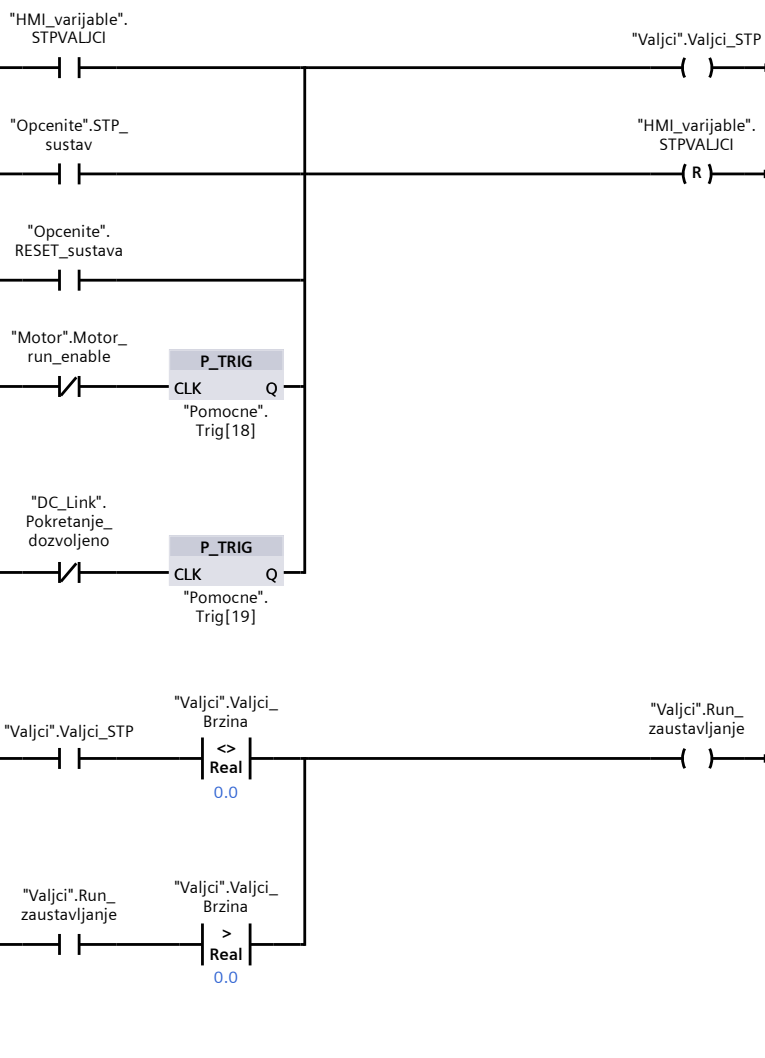 "HMI_varijable".
STPVALJCI
"Valjci".Valjci_STP
"Opcenite".STP_
sustav
"HMI_varijable".
STPVALJCI
R
"Opcenite".
RESET_sustava
"Motor".Motor_
run_enable
P_TRIG
CLK Q
"Pomocne".
Trig[18]
"DC_Link".
Pokretanje_
dozvoljeno
P_TRIG
CLK Q
"Pomocne".
Trig[19]
"Valjci".Valjci_STP
"Valjci".Valjci_
Brzina
<>
Real
0.0
"Valjci".Run_
zaustavljanje
"Valjci".Run_
zaustavljanje
"Valjci".Valjci_
Brzina
>
Real
0.0